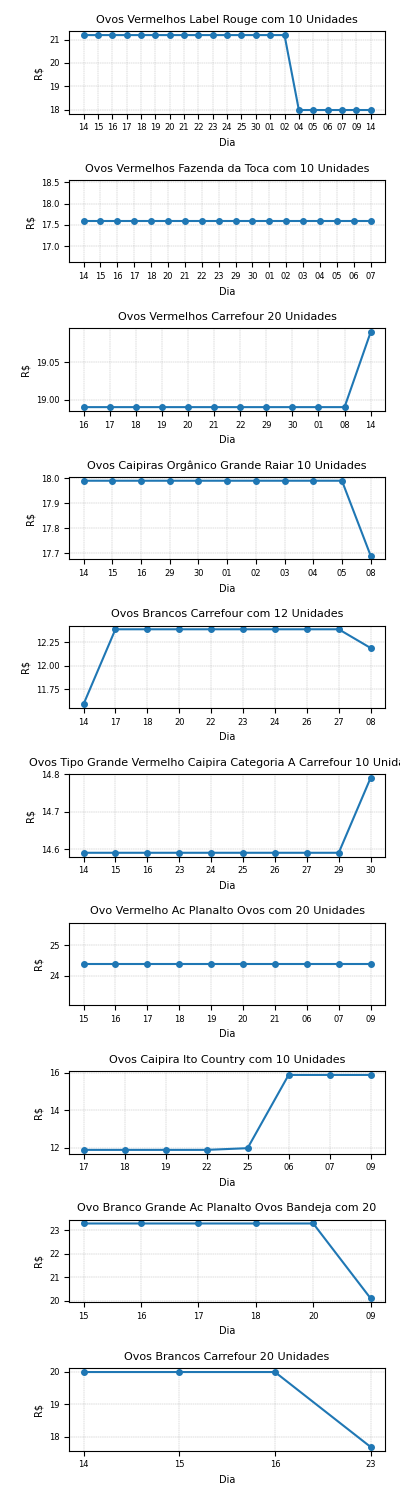 Ovos Vermelhos Label Rouge com 10 Unidades
21
20
19
18
R$
14 15 16 17 18 19 20 21 22 23 24 25 30 01 02 04 05 06 07 09 14
Dia
Ovos Vermelhos Fazenda da Toca com 10 Unidades
18.5
18.0
17.5
17.0
R$
14 15 16 17 18 20 21 22 23 29 30 01 02 03 04 05 06 07
Dia
Ovos Vermelhos Carrefour 20 Unidades
19.05
19.00
R$
16 17 18 19 20 21 22 29 30 01 08 14
Dia
Ovos Caipiras Orgânico Grande Raiar 10 Unidades
18.0
17.9
17.8
17.7
R$
14 15 16 29 30 01 02 03 04 05 08
Dia
Ovos Brancos Carrefour com 12 Unidades
12.25
12.00
11.75
R$
14 17 18 20 22 23 24 26 27 08
Dia
Ovos Tipo Grande Vermelho Caipira Categoria A Carrefour 10 Unida
14.8
14.7
14.6
R$
14 15 16 23 24 25 26 27 29 30
Dia
Ovo Vermelho Ac Planalto Ovos com 20 Unidades
25
24
R$
15 16 17 18 19 20 21 06 07 09
Dia
Ovos Caipira Ito Country com 10 Unidades
16
14
12
R$
17 18 19 22 25 06 07 09
Dia
Ovo Branco Grande Ac Planalto Ovos Bandeja com 20
23
22
21
20
R$
15 16 17 18 20 09
Dia
Ovos Brancos Carrefour 20 Unidades
20
19
18
R$
14 15 16 23
Dia